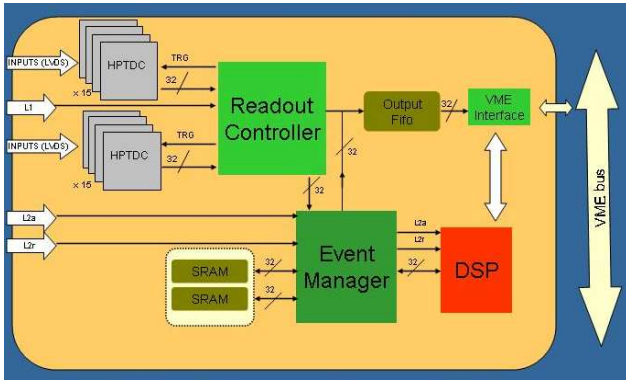 INPUTS (LVDS)
HPTDC
x 15
TRG
32
L1
INPUTS (LVDS)
HPTDC
x 15
TRG
32
Readout
Controller
Output
Fifo
32
VME
Interface
32
32
VME bus
L2a
L2r
Event
Manager
SRAM
32
SRAM
32
L2a
L2r
32
DSP